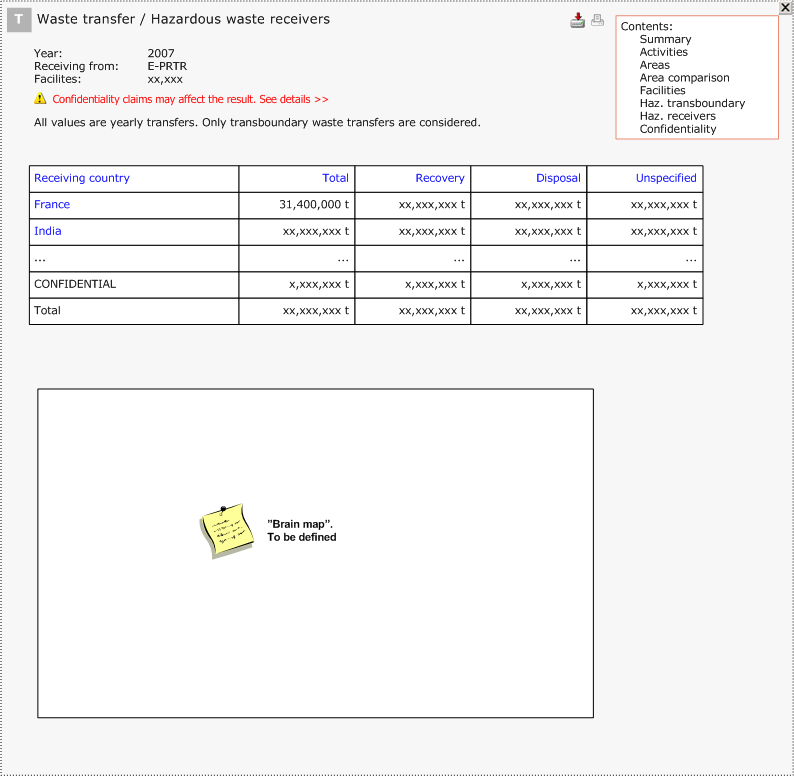 T Waste transfer / Hazardous waste receivers
Contents:
Summary
Activities
Areas
Area comparison
Facilities
Haz. transboundary
Haz. receivers
Confidentiality
Year: 2007
Receiving from: E-PRTR
Facilites: xx,xxx
Confidentiality claims may affect the result. See details >>
All values are yearly transfers. Only transboundary waste transfers are considered.
Receiving country Total Recovery Disposal Unspecified
France 31,400,000 t xx,xxx,xxx t xx,xxx,xxx t xx,xxx,xxx t
India xx,xxx,xxx t xx,xxx,xxx t xx,xxx,xxx t xx,xxx,xxx t
... ... ... ... ...
CONFIDENTIAL x,xxx,xxx t x,xxx,xxx t x,xxx,xxx t x,xxx,xxx t
Total xx,xxx,xxx t xx,xxx,xxx t xx,xxx,xxx t xx,xxx,xxx t
”Brain map”.
To be defined